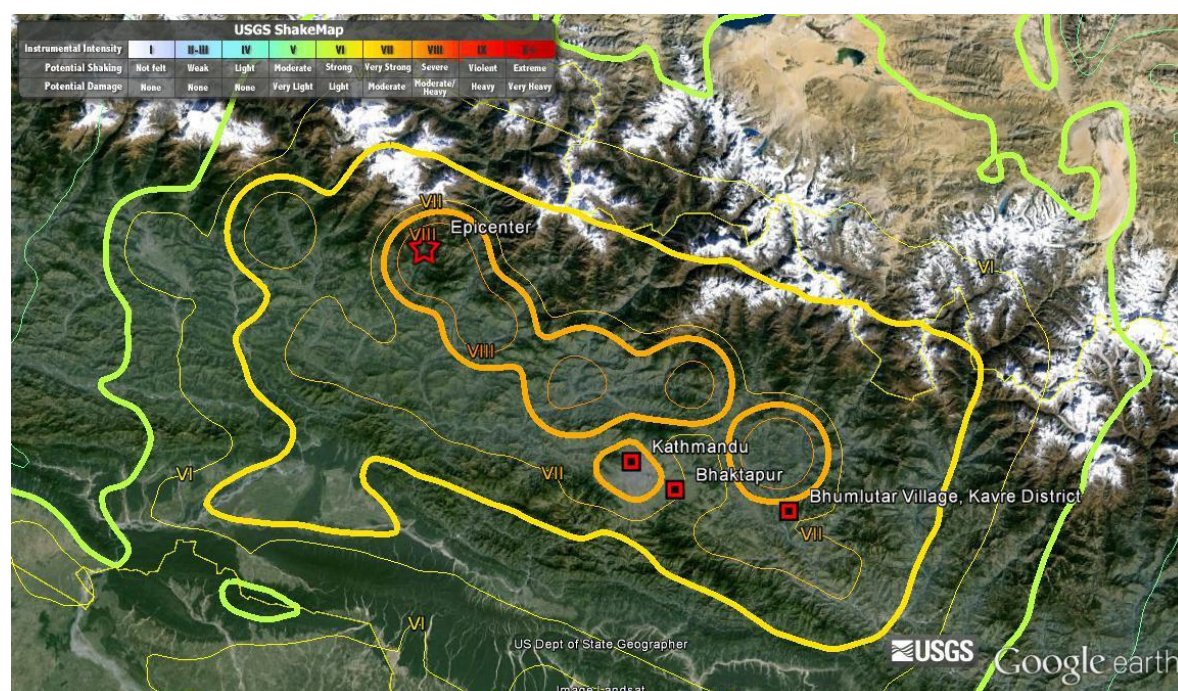 USGS ShakeMap
Instrumental Intensity I II-III IV V VI VII VIII IX X+
Potential Shaking Not felt Weak Light Moderate Strong Very Strong Severe Violent Extreme
Potential Damage None None None Very Light Light Moderate Moderate/Heavy Heavy Very Heavy
VII
VIII
Epicenter
VI
VIII
Kathmandu
VI
VII
Bhaktapur
Bhumlutar Village, Kavre District
VII
VI
US Dept of State Geographer
USGS
Google earth
Image Landsat